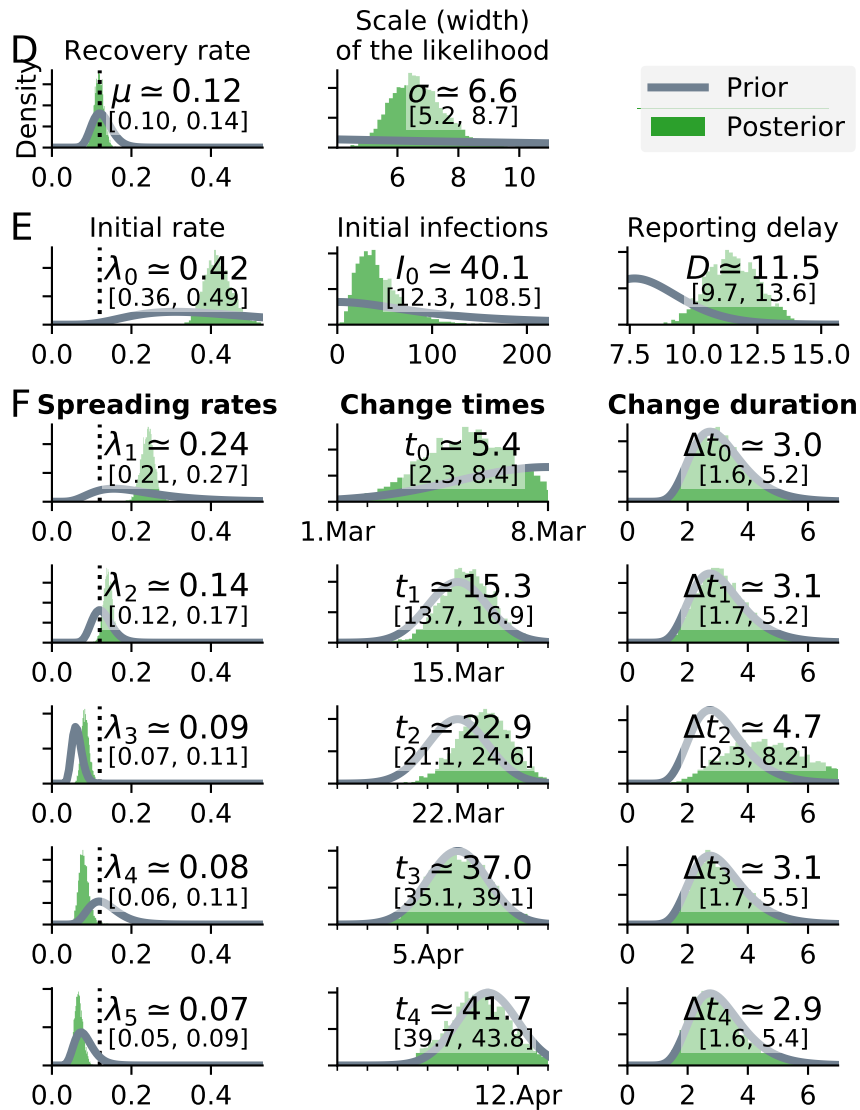 D
Recovery rate
Scale (width)
of the likelihood
Density
μ ≃ 0.12
[0.10, 0.14]
0.0 0.2 0.4
σ ≃ 6.6
[5.2, 8.7]
6 8 10
Prior
Posterior
E
Initial rate
λ0 ≃ 0.42
[0.36, 0.49]
0.0 0.2 0.4
Initial infections
I0 ≃ 40.1
[12.3, 108.5]
0 100 200
Reporting delay
D ≃ 11.5
[9.7, 13.6]
7.5 10.0 12.5 15.0
F
Spreading rates Change times Change duration
λ1 ≃ 0.24
[0.21, 0.27]
0.0 0.2 0.4
t0 ≃ 5.4
[2.3, 8.4]
1.Mar 8.Mar
Δt0 ≃ 3.0
[1.6, 5.2]
0 2 4 6
λ2 ≃ 0.14
[0.12, 0.17]
0.0 0.2 0.4
t1 ≃ 15.3
[13.7, 16.9]
15.Mar
Δt1 ≃ 3.1
[1.7, 5.2]
0 2 4 6
λ3 ≃ 0.09
[0.07, 0.11]
0.0 0.2 0.4
t2 ≃ 22.9
[21.1, 24.6]
22.Mar
Δt2 ≃ 4.7
[2.3, 8.2]
0 2 4 6
λ4 ≃ 0.08
[0.06, 0.11]
0.0 0.2 0.4
t3 ≃ 37.0
[35.1, 39.1]
5.Apr
Δt3 ≃ 3.1
[1.7, 5.5]
0 2 4 6
λ5 ≃ 0.07
[0.05, 0.09]
0.0 0.2 0.4
t4 ≃ 41.7
[39.7, 43.8]
12.Apr
Δt4 ≃ 2.9
[1.6, 5.4]
0 2 4 6